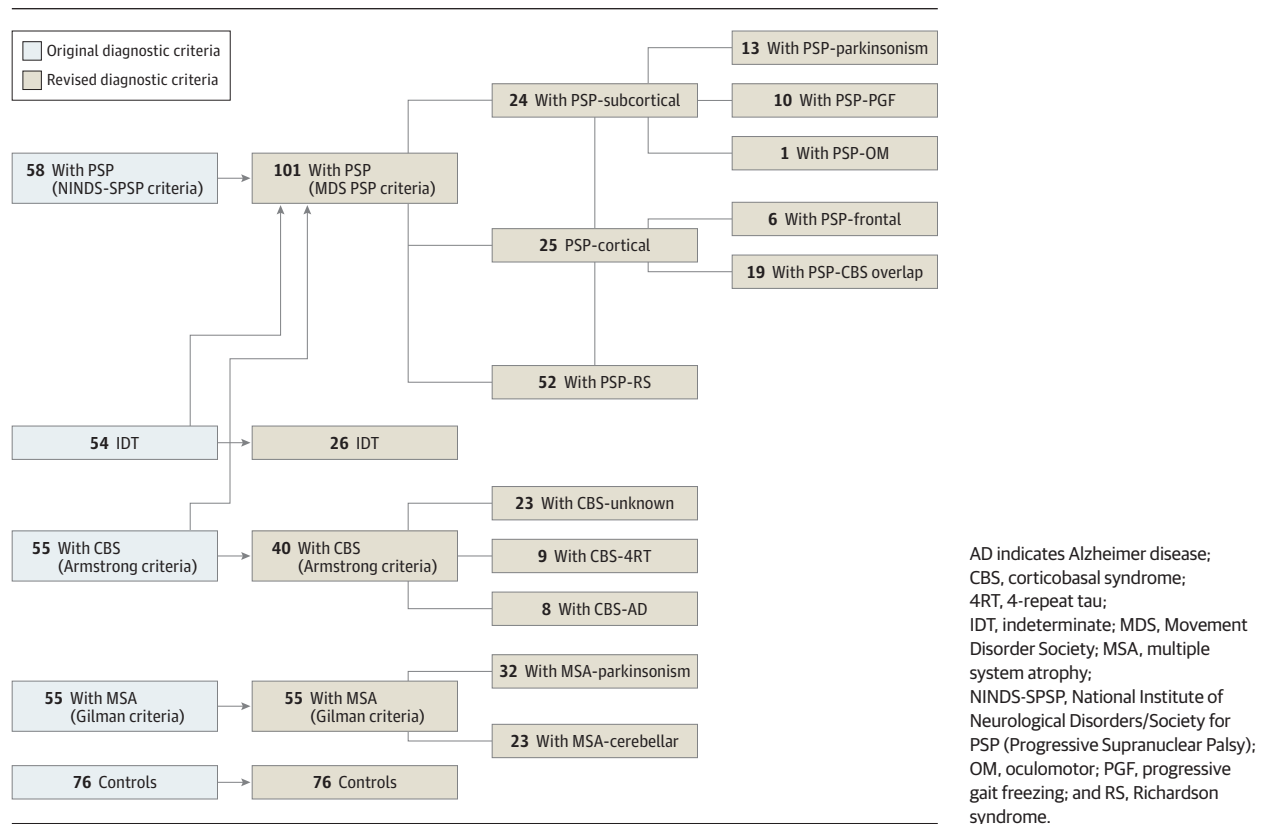 Original diagnostic criteria
Revised diagnostic criteria
58 With PSP
(NINDS-SPSP criteria)
101 With PSP
(MDS PSP criteria)
24 With PSP-subcortical
13 With PSP-parkinsonism
10 With PSP-PGF
1 With PSP-OM
25 PSP-cortical
6 With PSP-frontal
19 With PSP-CBS overlap
52 With PSP-RS
54 IDT
26 IDT
55 With CBS
(Armstrong criteria)
40 With CBS
(Armstrong criteria)
23 With CBS-unknown
9 With CBS-4RT
8 With CBS-AD
55 With MSA
(Gilman criteria)
55 With MSA
(Gilman criteria)
32 With MSA-parkinsonism
23 With MSA-cerebellar
76 Controls
76 Controls
AD indicates Alzheimer disease;
CBS, corticobasal syndrome;
4RT, 4-repeat tau;
IDT, indeterminate; MDS, Movement
Disorder Society; MSA, multiple
system atrophy;
NINDS-SPSP, National Institute of
Neurological Disorders/Society for
PSP (Progressive Supranuclear Palsy);
OM, oculomotor; PGF, progressive
gait freezing; and RS, Richardson
syndrome.